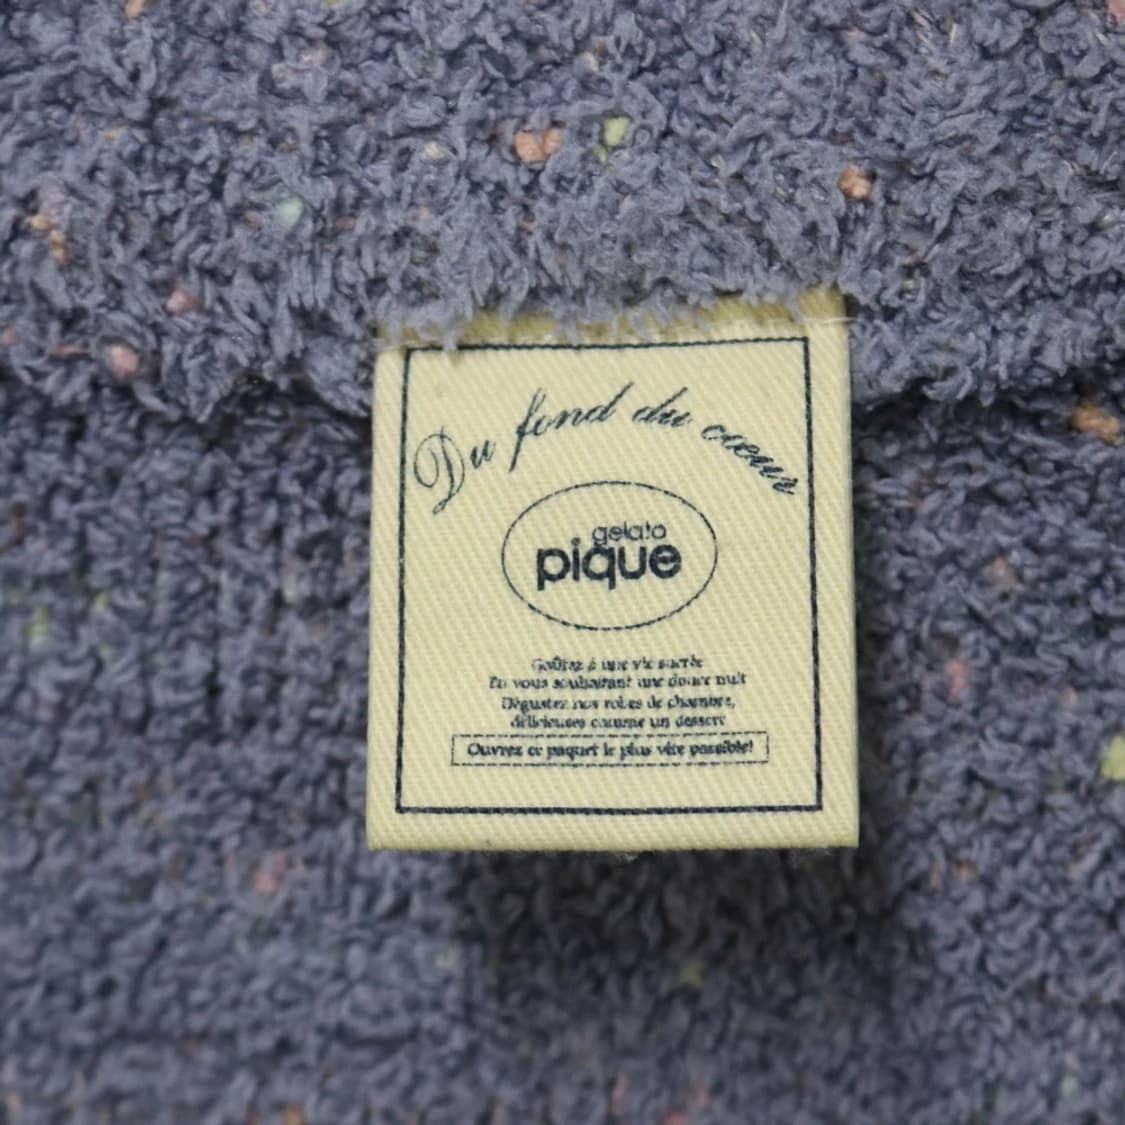 Du fond du cœur
gelato
pique
Goûtez à une vie sucrée
En vous souhaitant une douce nuit
Dégustez nos robes de chambre,
délicieuses comme un dessert
Ouvrez ce paquet le plus vite possible!